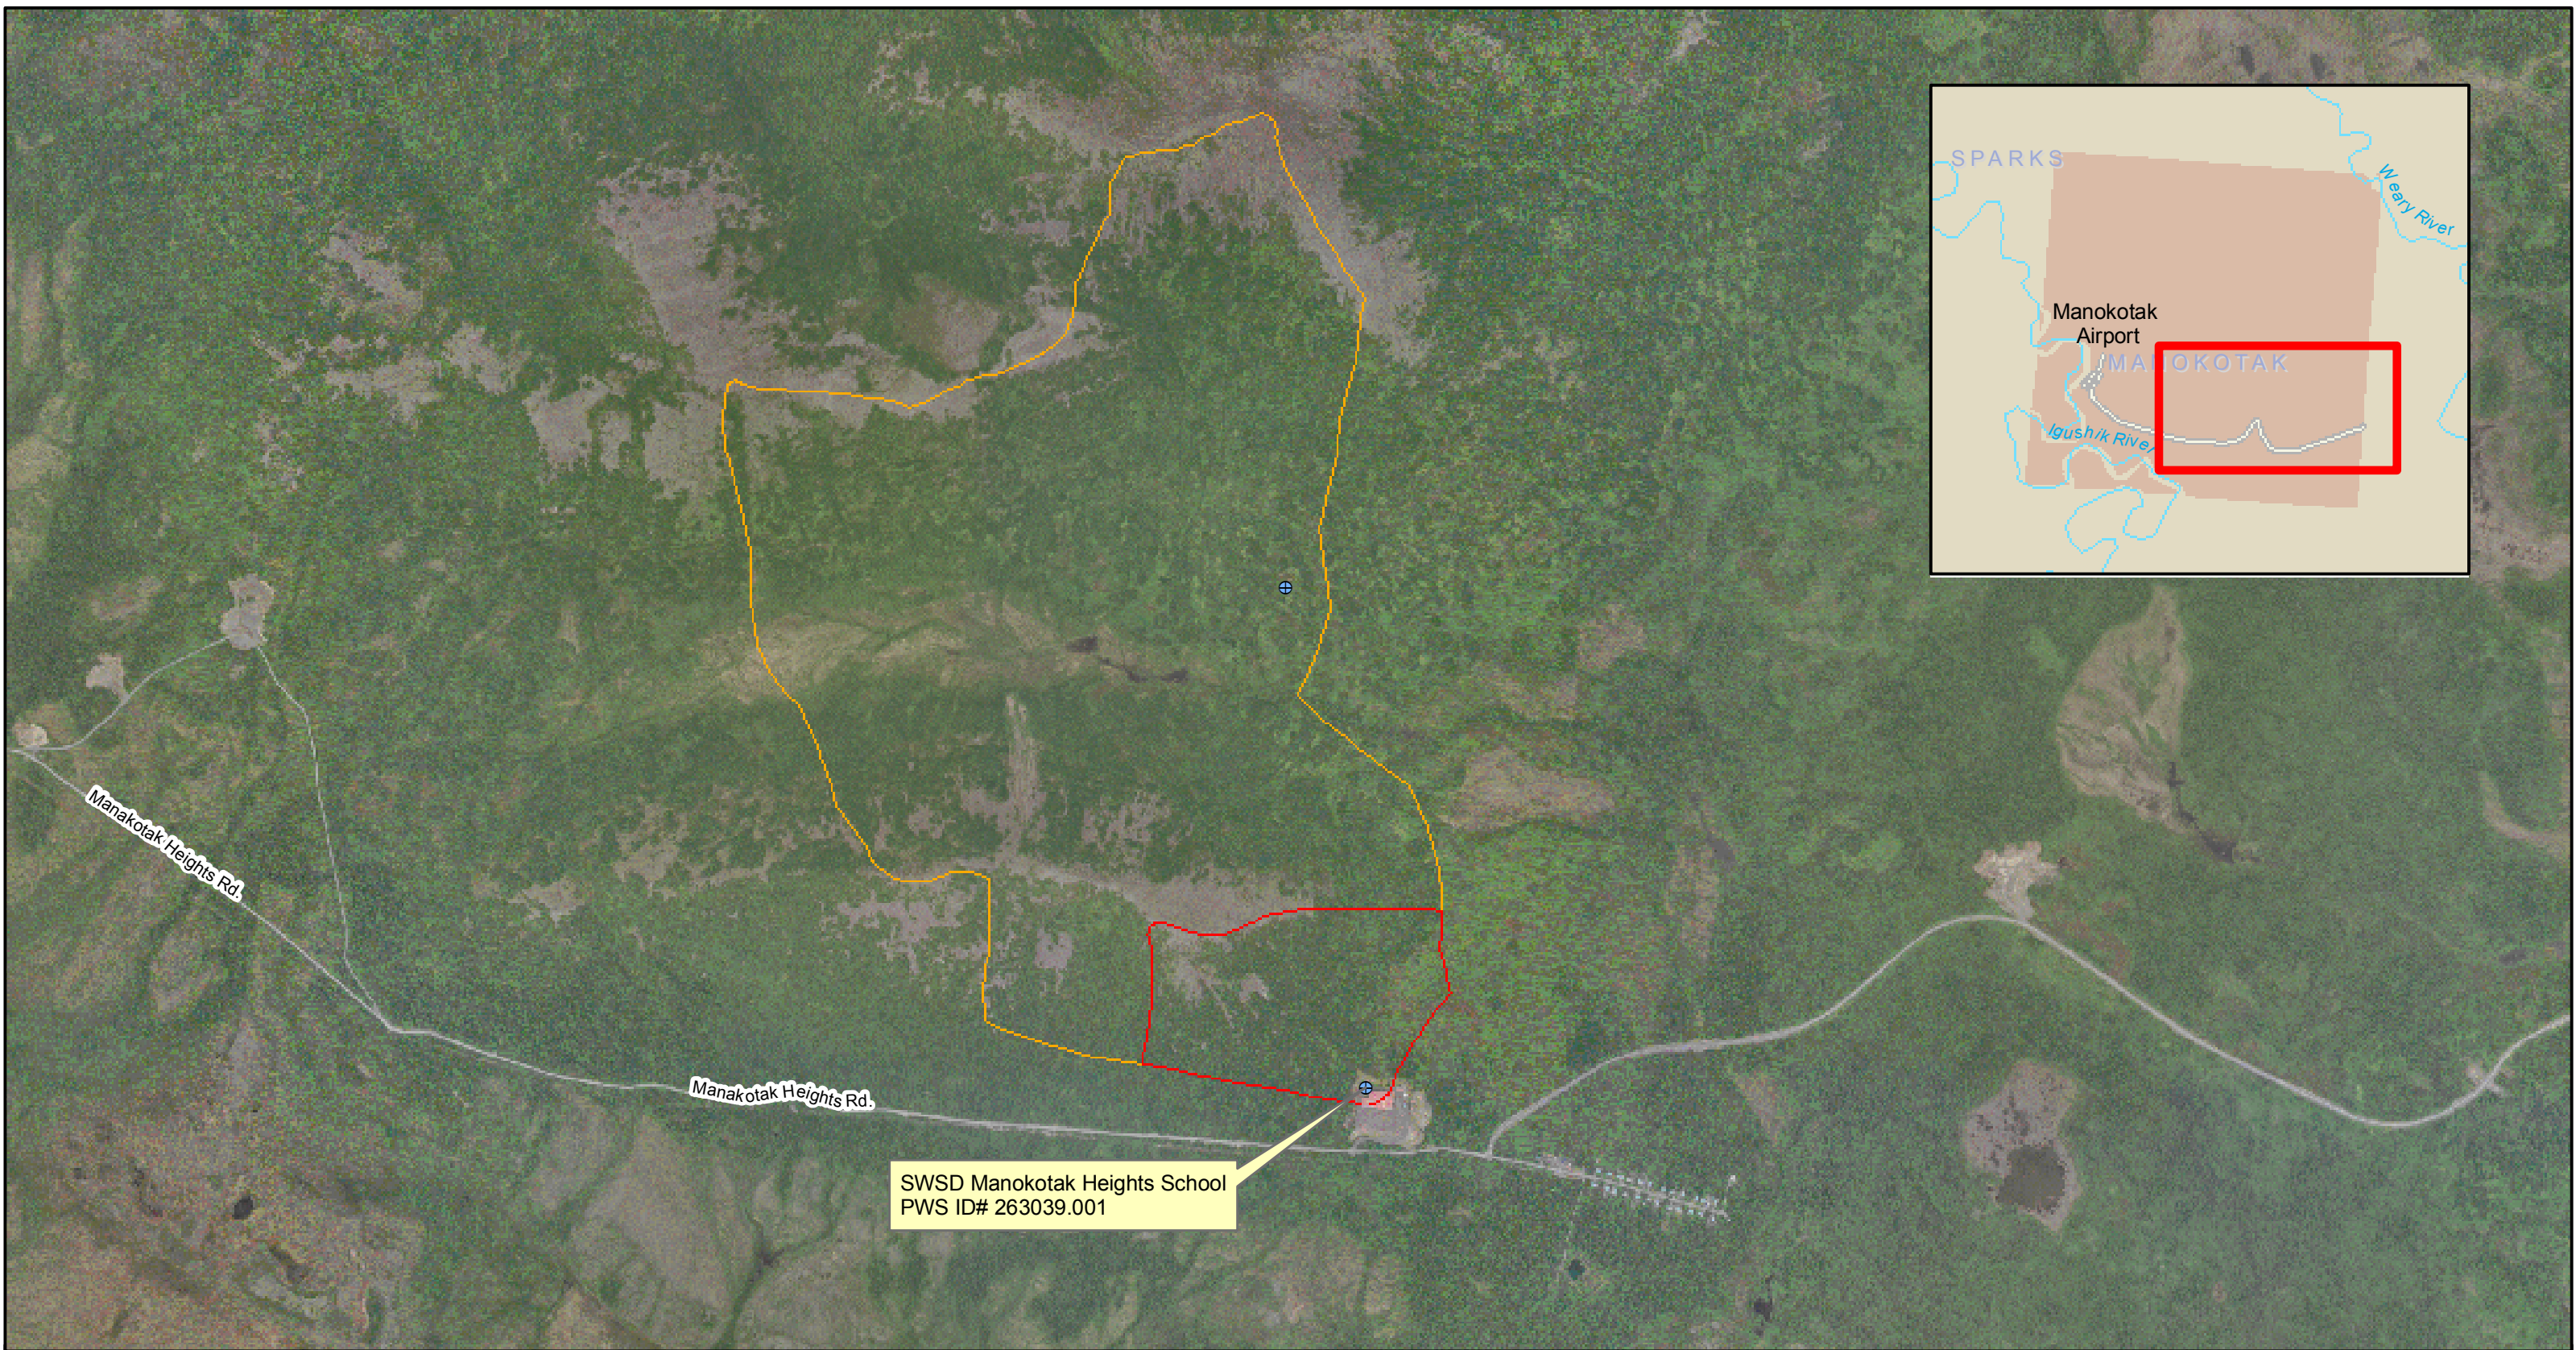 SPARKS
Weary River
Manokotak
Airport
MANOKOTAK
Igushik River
Manakotak Heights Rd.
Manakotak Heights Rd.
SWSD Manokotak Heights School
PWS ID# 263039.001